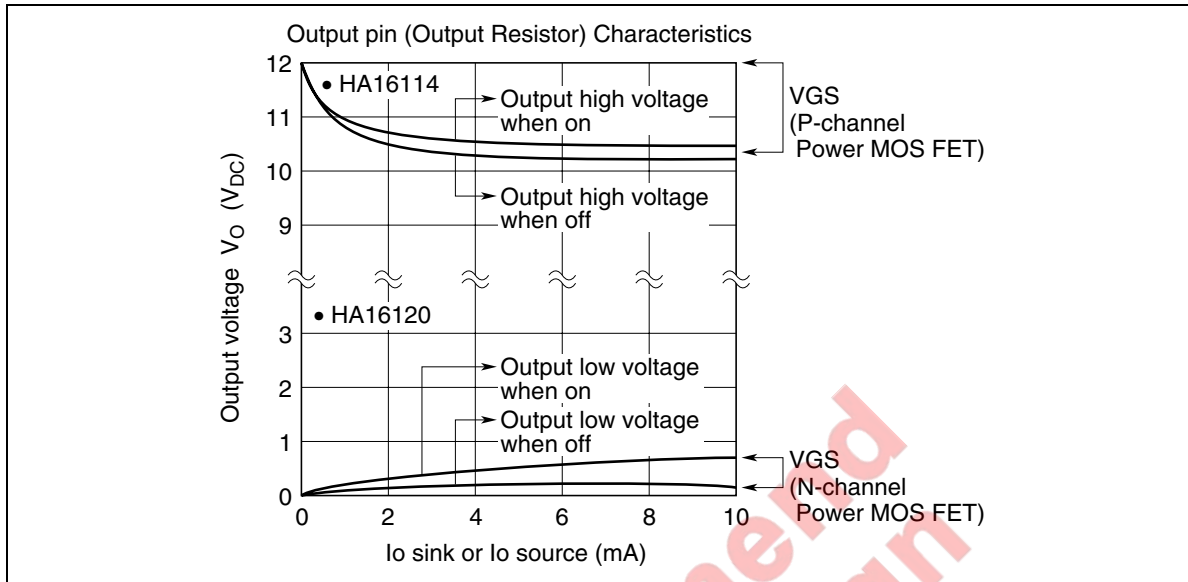 Output pin (Output Resistor) Characteristics
12
11
10
9
3
2
1
0
Output voltage VO (VDC)
• HA16114
Output high voltage
when on
Output high voltage
when off
VGS
(P-channel
Power MOS FET)
• HA16120
Output low voltage
when on
Output low voltage
when off
VGS
(N-channel
Power MOS FET)
0 2 4 6 8 10
Io sink or Io source (mA)